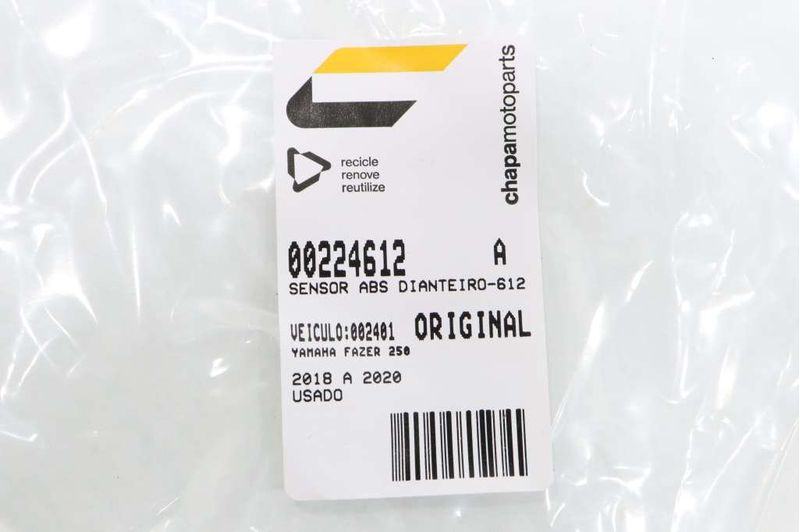 chapamotoparts
recicle
renove
reutilize
00224612 A
SENSOR ABS DIANTEIRO-612
VEICULO:002401 ORIGINAL
YAMAHA FAZER 250
2018 A 2020
USADO